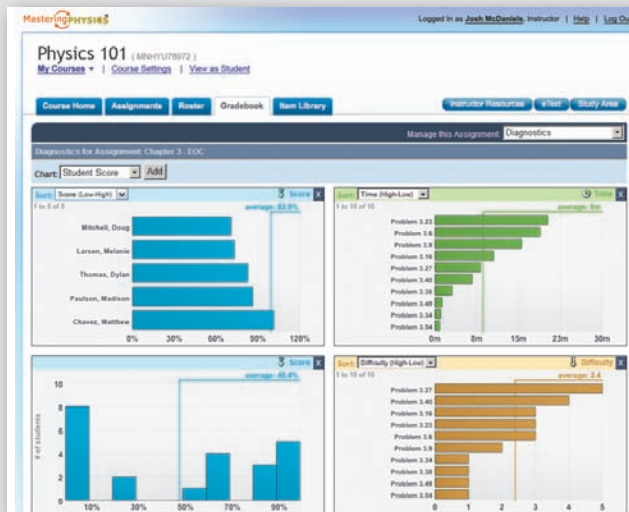 MasteringPHYSICS
Logged in as Josh McDaniels, Instructor | Help | Log Ou
Physics 101 ( MNHYU78972 )
My Courses | Course Settings | View as Student
Course Home Assignments Roster Gradebook Item Library Instructor Resources eText Study Area
Manage this Assignment: Diagnostics
Diagnostics for Assignment: Chapter 3 - EOC
Chart: Student Score Add
Sort: Score (Low-High) Score X
1 to 5 of 5
Mitchell, Doug
Larsen, Melanie
Thomas, Dylan
Paulson, Madison
Chavez, Matthew
0% 30% 60% 90% 120%
Sort: Time (High-Low) Time X
1 to 10 of 10 average: 9m
Problem 3.23
Problem 3.6
Problem 3.9
Problem 3.16
Problem 3.27
Problem 3.40
Problem 3.38
Problem 3.49
Problem 3.34
Problem 3.54
0m 8m 15m 23m 30m
Score X
average: 48.4%
# of students
10
8
6
4
2
0
10% 30% 50% 70% 90%
Sort: Difficulty (High-Low) Difficulty X
1 to 10 of 10 average: 2.4
Problem 3.27
Problem 3.40
Problem 3.16
Problem 3.23
Problem 3.6
Problem 3.9
Problem 3.34
Problem 3.38
Problem 3.49
Problem 3.54
0 1 2 3 4 5